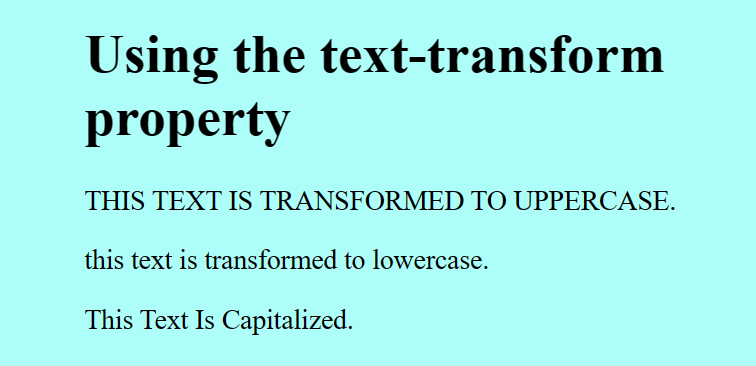 Using the text-transform
property
THIS TEXT IS TRANSFORMED TO UPPERCASE.
this text is transformed to lowercase.
This Text Is Capitalized.